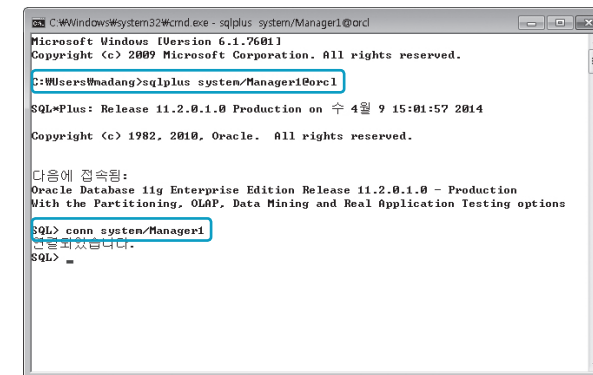 C:₩Windows₩system32₩cmd.exe - sqlplus system/Manager1@orcl
Microsoft Windows [Version 6.1.7601]
Copyright (c) 2009 Microsoft Corporation. All rights reserved.
C:₩Users₩madang>sqlplus system/Manager1@orcl
SQL*Plus: Release 11.2.0.1.0 Production on 수 4월 9 15:01:57 2014
Copyright (c) 1982, 2010, Oracle. All rights reserved.
다음에 접속됨:
Oracle Database 11g Enterprise Edition Release 11.2.0.1.0 - Production
With the Partitioning, OLAP, Data Mining and Real Application Testing options
SQL> conn system/Manager1
연결되었습니다.
SQL> _